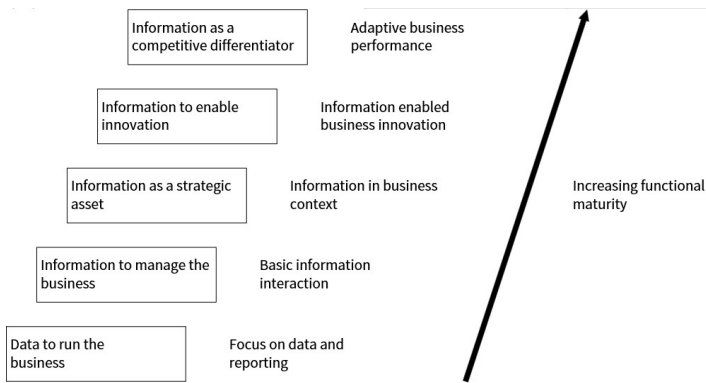 Information as a
competitive differentiator
Adaptive business
performance
Information to enable
innovation
Information enabled
business innovation
Information as a strategic
asset
Information in business
context
Increasing functional
maturity
Information to manage the
business
Basic information
interaction
Data to run the
business
Focus on data and
reporting